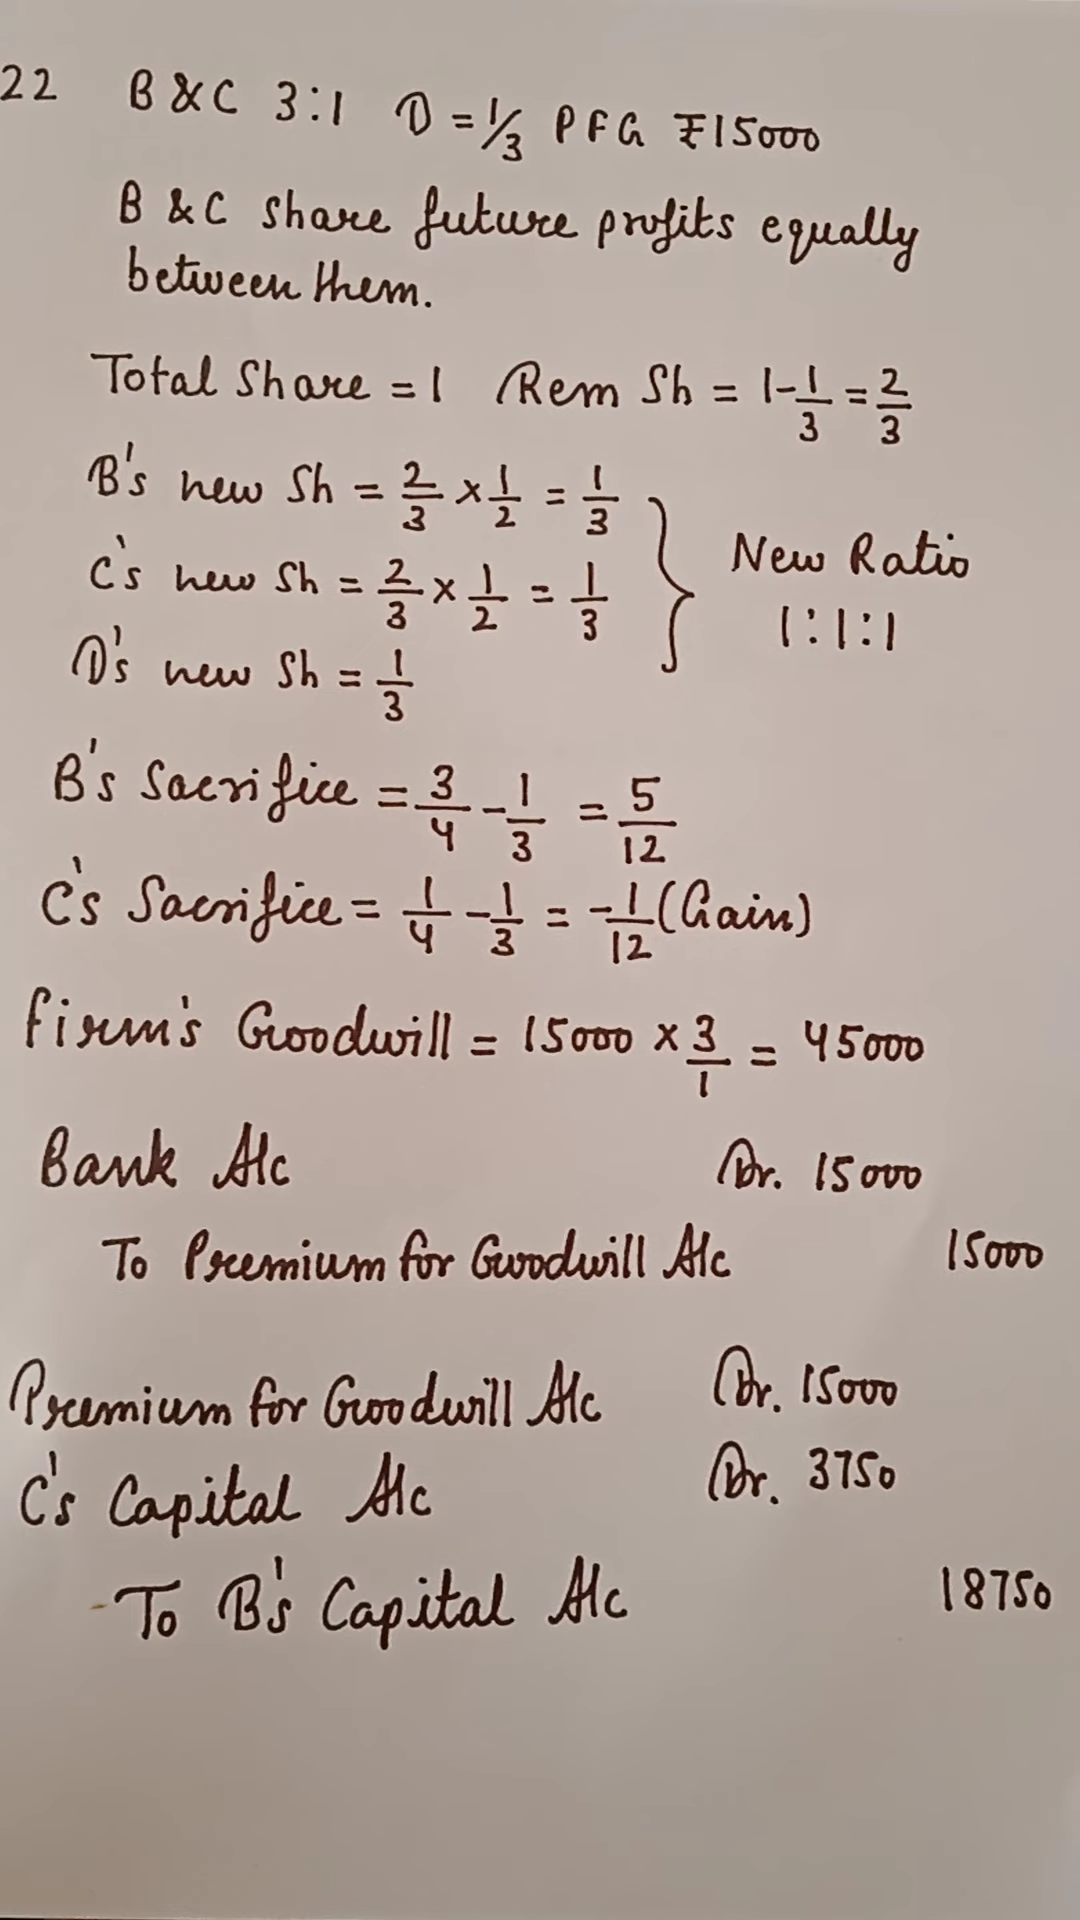 22 B & C 3:1 D = 1/3 PFG ₹15000
B & C share future profits equally
between them.
Total Share = 1 Rem Sh = 1 - 1/3 = 2/3
B's new Sh = 2/3 x 1/2 = 1/3
C's new Sh = 2/3 x 1/2 = 1/3
D's new Sh = 1/3
} New Ratio
1:1:1
B's Sacrifice = 3/4 - 1/3 = 5/12
C's Sacrifice = 1/4 - 1/3 = -1/12 (Gain)
Firm's Goodwill = 15000 x 3/1 = 45000
Bank A/c Dr. 15000
To Premium for Goodwill A/c 15000
Premium for Goodwill A/c Dr. 15000
C's Capital A/c Dr. 3750
To B's Capital A/c 18750